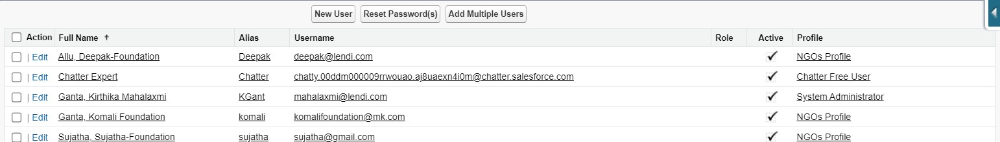 New User Reset Password(s) Add Multiple Users
Action Full Name ↑ Alias Username Role Active Profile
| Edit Allu, Deepak-Foundation Deepak deepak@lendi.com NGOs Profile
| Edit Chatter Expert Chatter chatty.00ddm000009rrwouao.aj8uaexn4i0m@chatter.salesforce.com Chatter Free User
| Edit Ganta, Kirthika Mahalaxmi KGant mahalaxmi@lendi.com System Administrator
| Edit Ganta, Komali Foundation komali komalifoundation@mk.com NGOs Profile
| Edit Sujatha, Sujatha-Foundation sujatha sujatha@gmail.com NGOs Profile